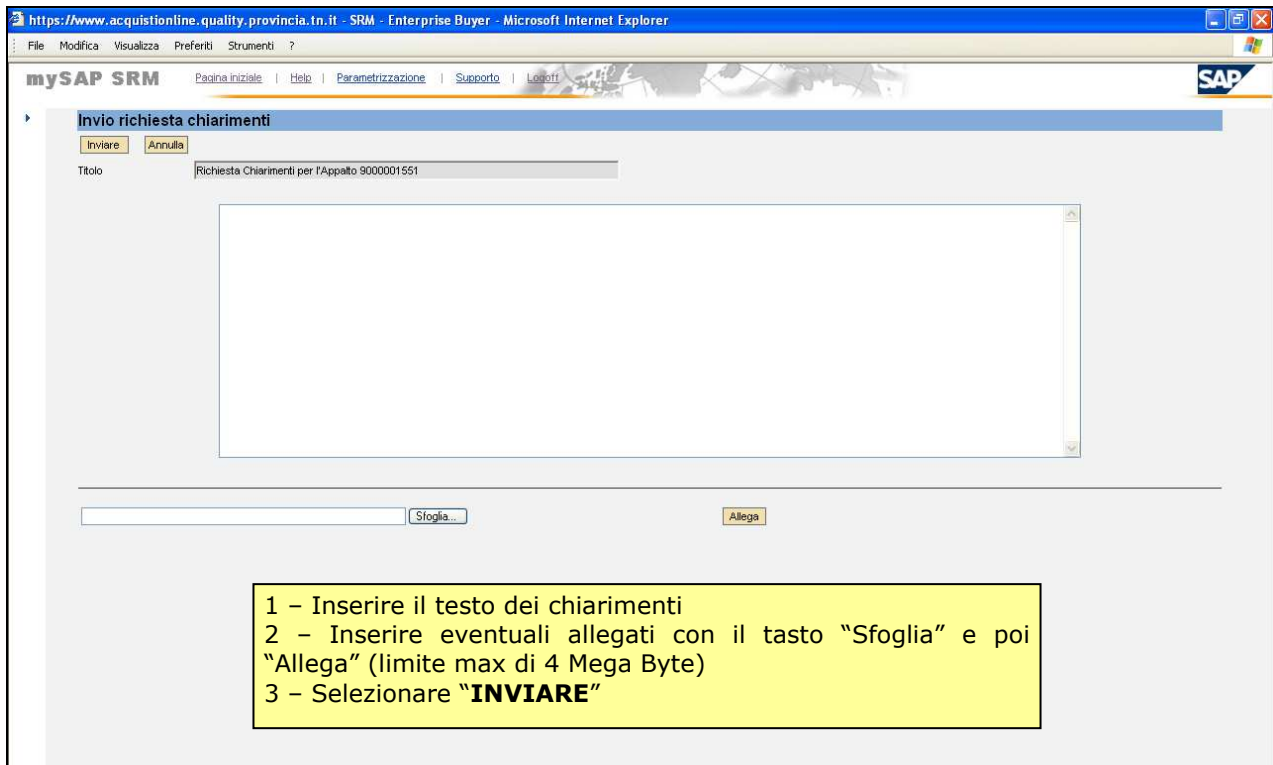 https://www.acquistionline.quality.provincia.tn.it - SRM - Enterprise Buyer - Microsoft Internet Explorer
File Modifica Visualizza Preferiti Strumenti ?
mySAP SRM Pagina iniziale | Help | Parametrizzazione | Supporto | Logoff SAP
Invio richiesta chiarimenti
Inviare Annulla
Titolo Richiesta Chiarimenti per l'Appalto 9000001551
Sfoglia... Allega
1 – Inserire il testo dei chiarimenti
2 – Inserire eventuali allegati con il tasto “Sfoglia” e poi
“Allega” (limite max di 4 Mega Byte)
3 – Selezionare “INVIARE”